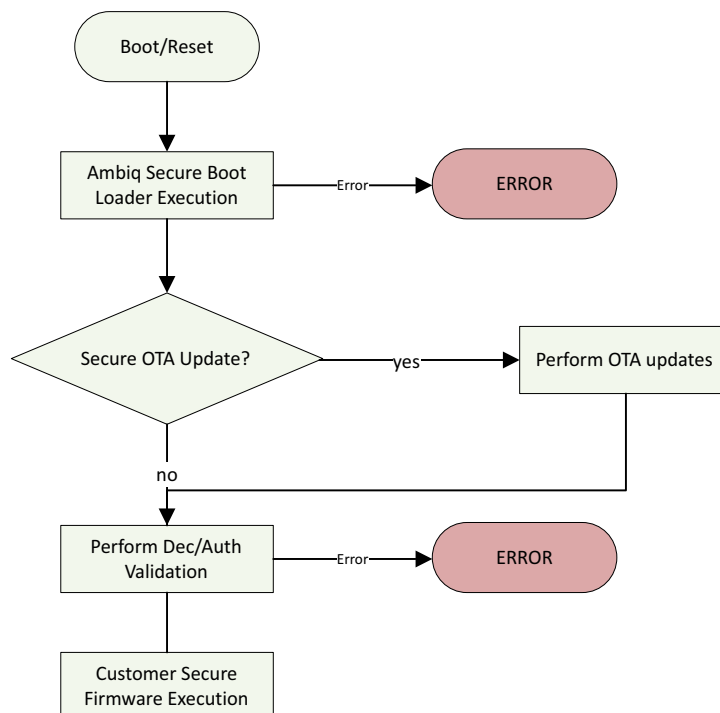 Boot/Reset
Ambiq Secure Boot
Loader Execution
Error
ERROR
Secure OTA Update?
yes
Perform OTA updates
no
Perform Dec/Auth
Validation
Error
ERROR
Customer Secure
Firmware Execution